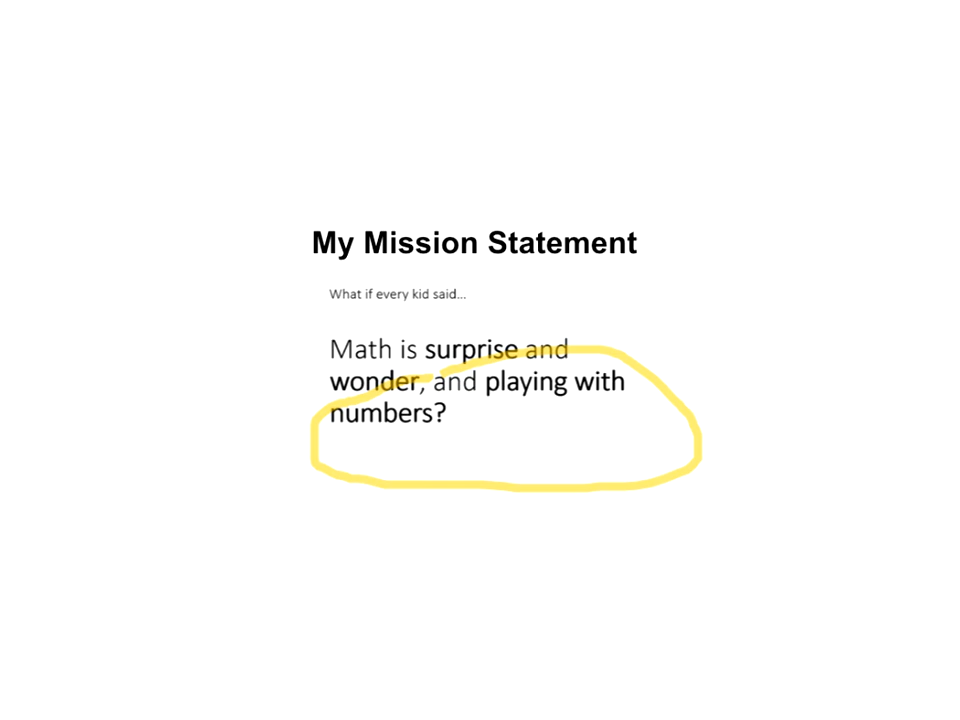 My Mission Statement
What if every kid said...
Math is surprise and
wonder, and playing with
numbers?